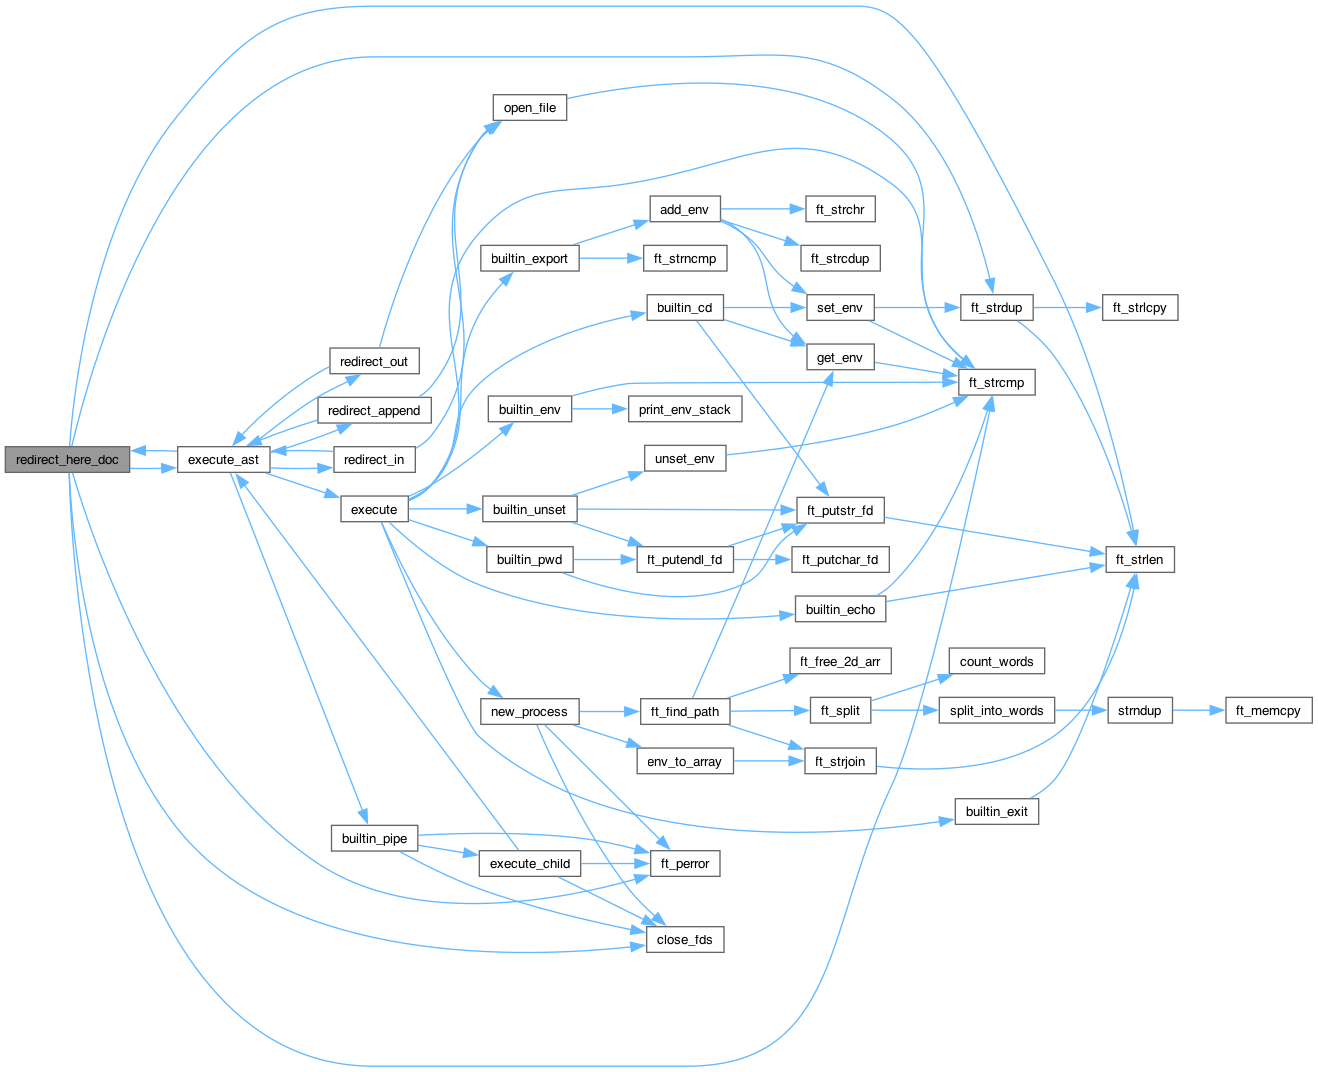 open_file
add_env
ft_strchr
builtin_export
ft_strncmp
ft_strcdup
builtin_cd
set_env
ft_strdup
ft_strlcpy
redirect_out
get_env
ft_strcmp
redirect_append
builtin_env
print_env_stack
redirect_here_doc
execute_ast
redirect_in
unset_env
execute
builtin_unset
ft_putstr_fd
builtin_pwd
ft_putendl_fd
ft_putchar_fd
ft_strlen
builtin_echo
ft_free_2d_arr
count_words
new_process
ft_find_path
ft_split
split_into_words
strndup
ft_memcpy
env_to_array
ft_strjoin
builtin_exit
builtin_pipe
execute_child
ft_perror
close_fds